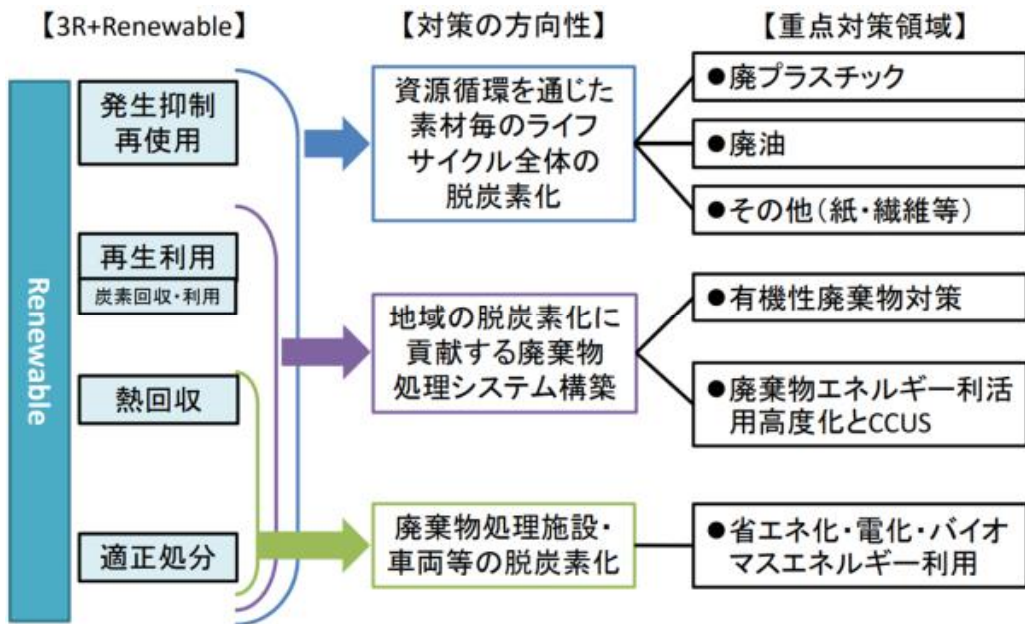 【3R+Renewable】
【対策の方向性】
【重点対策領域】
Renewable
発生抑制
再使用
再生利用
炭素回収・利用
熱回収
適正処分
資源循環を通じた
素材毎のライフ
サイクル全体の
脱炭素化
地域の脱炭素化に
貢献する廃棄物
処理システム構築
廃棄物処理施設・
車両等の脱炭素化
●廃プラスチック
●廃油
●その他（紙・繊維等）
●有機性廃棄物対策
●廃棄物エネルギー利活
用高度化とCCUS
●省エネ化・電化・バイオ
マスエネルギー利用